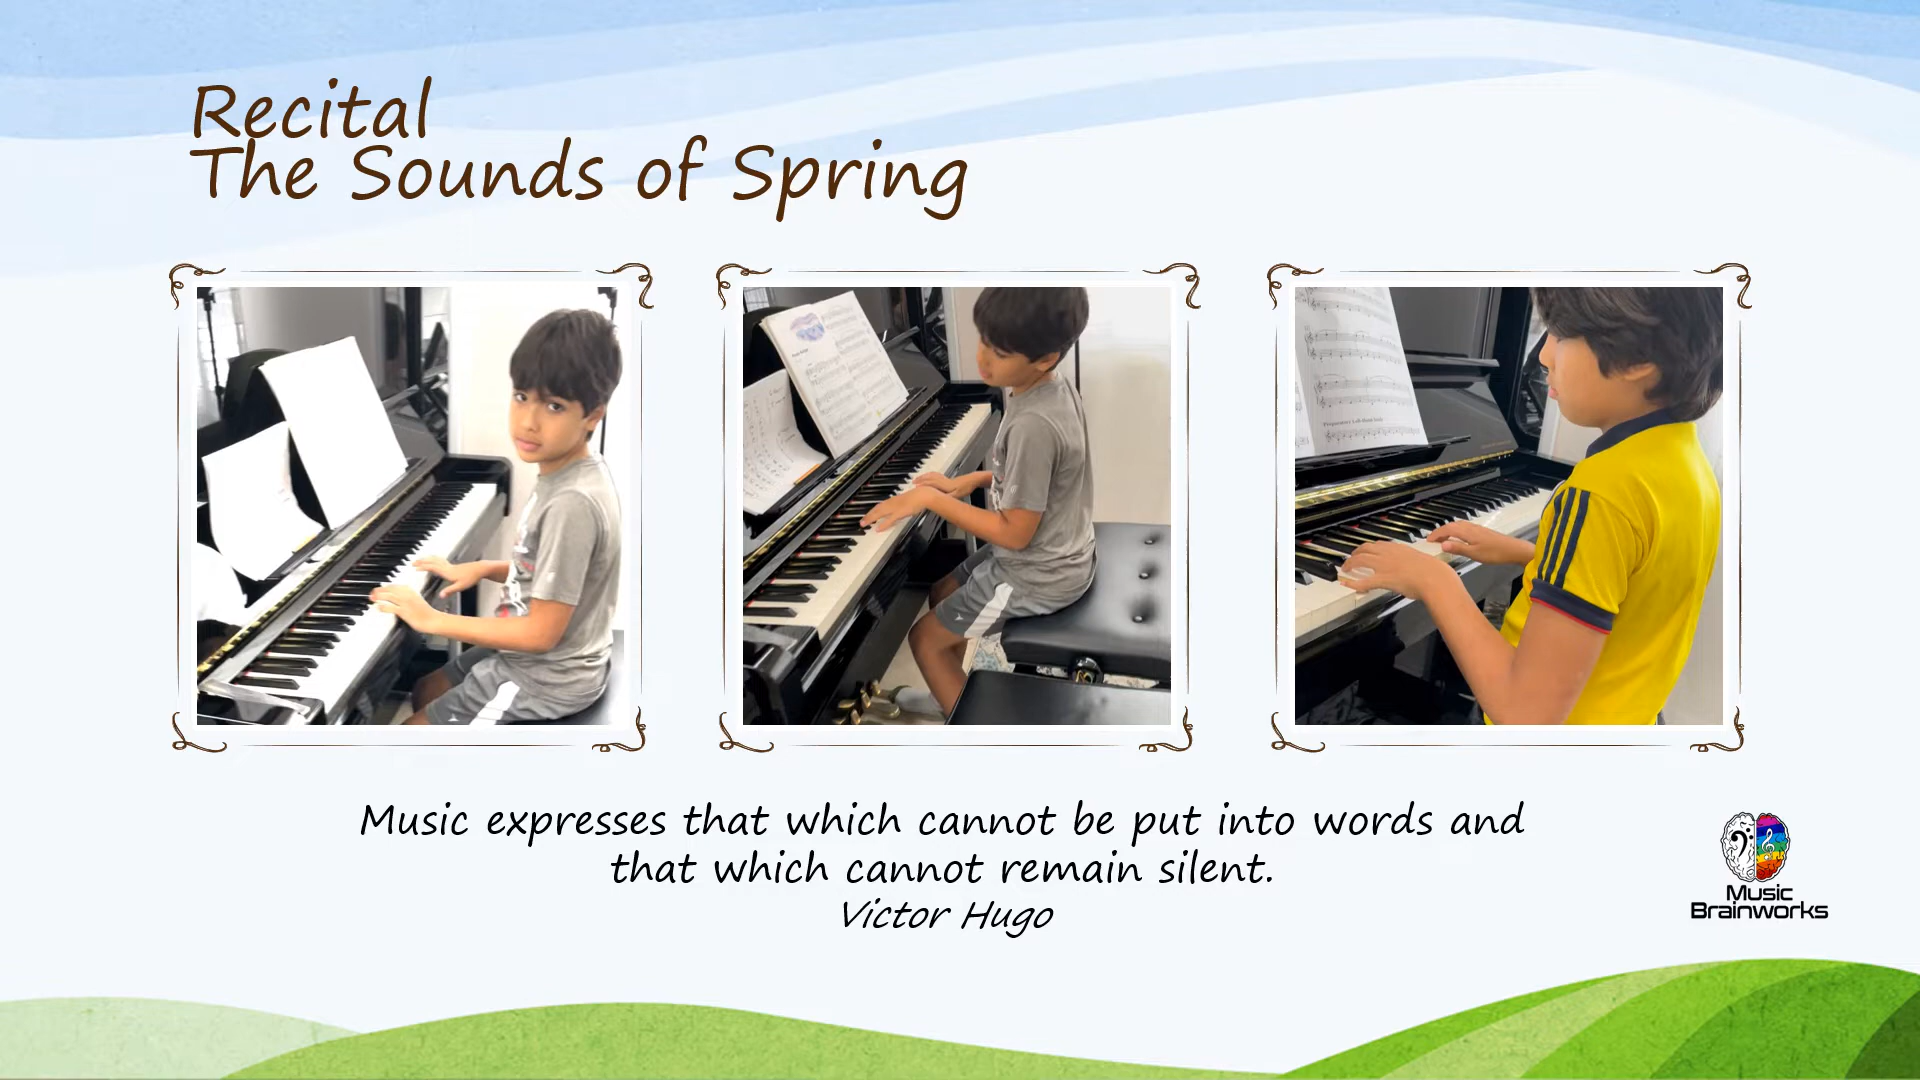 Recital
The Sounds of Spring
Music expresses that which cannot be put into words and
that which cannot remain silent.
Victor Hugo
Music
Brainworks